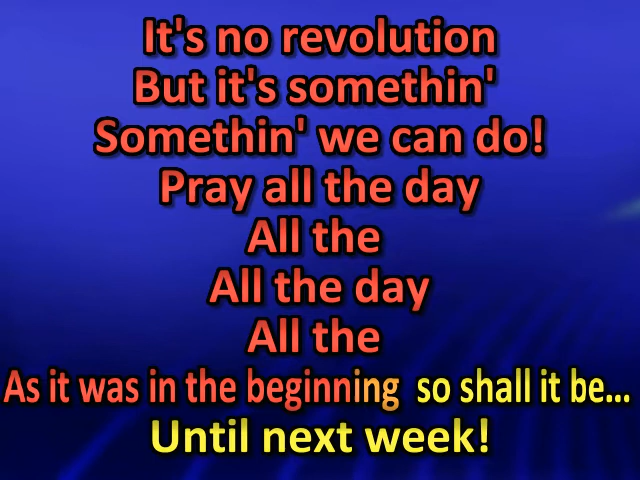 It's no revolution
But it's somethin'
Somethin' we can do!
Pray all the day
All the
All the day
All the
As it was in the beginning  so shall it be...
Until next week!